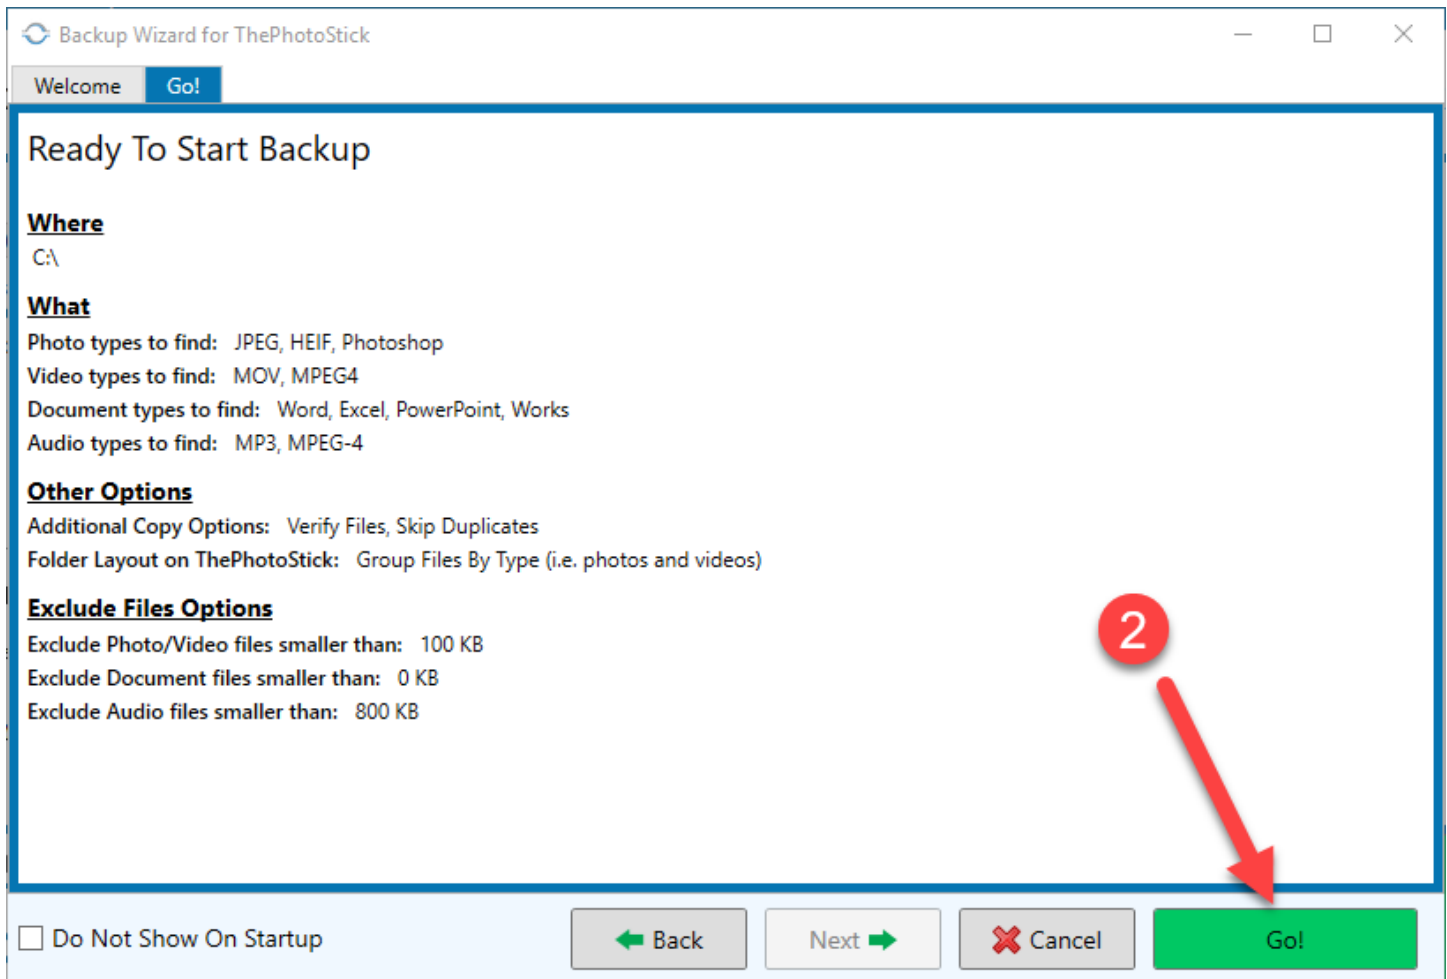 Backup Wizard for ThePhotoStick
Welcome Go!
Ready To Start Backup
Where
C:\
What
Photo types to find: JPEG, HEIF, Photoshop
Video types to find: MOV, MPEG4
Document types to find: Word, Excel, PowerPoint, Works
Audio types to find: MP3, MPEG-4
Other Options
Additional Copy Options: Verify Files, Skip Duplicates
Folder Layout on ThePhotoStick: Group Files By Type (i.e. photos and videos)
Exclude Files Options
Exclude Photo/Video files smaller than: 100 KB
Exclude Document files smaller than: 0 KB
Exclude Audio files smaller than: 800 KB
2
Do Not Show On Startup Back Next Cancel Go!